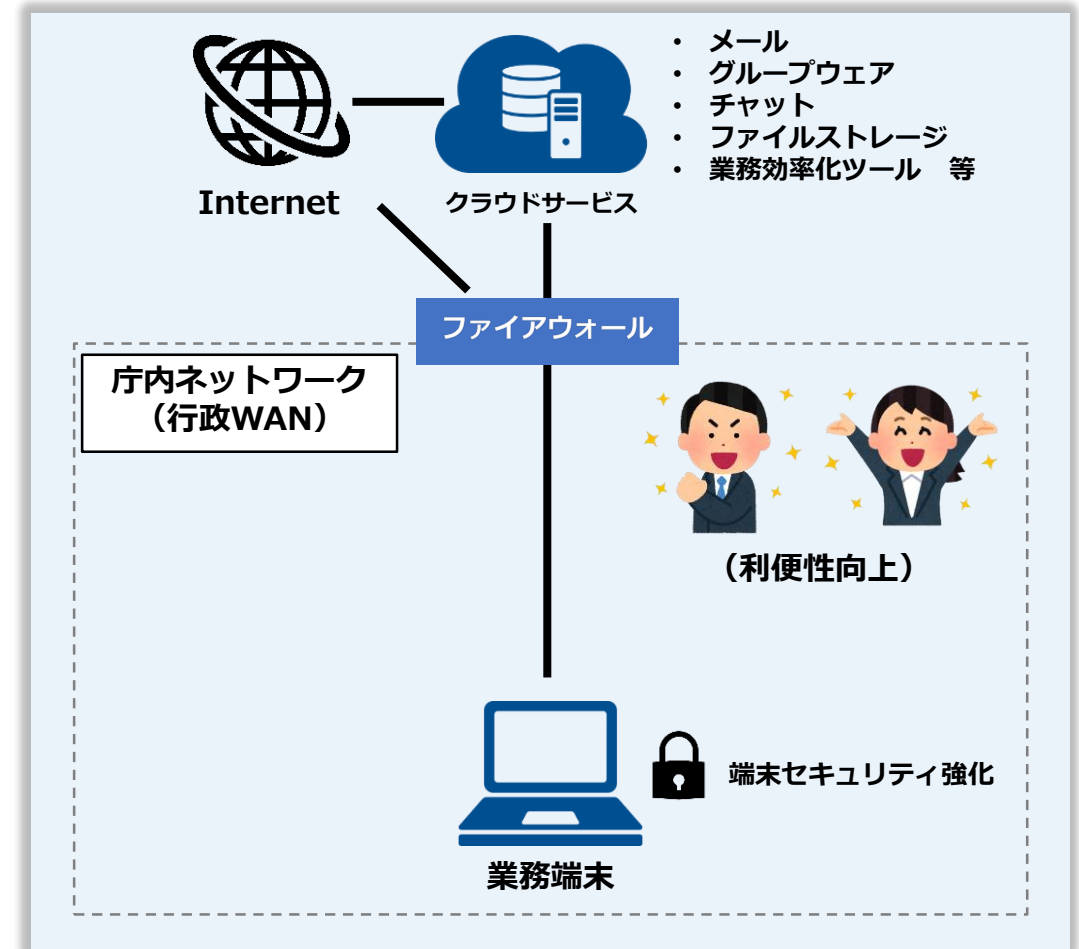 ・ メール
・ グループウェア
・ チャット
・ ファイルストレージ
・ 業務効率化ツール　等
Internet
クラウドサービス
ファイアウォール
庁内ネットワーク
（行政WAN）
（利便性向上）
端末セキュリティ強化
業務端末